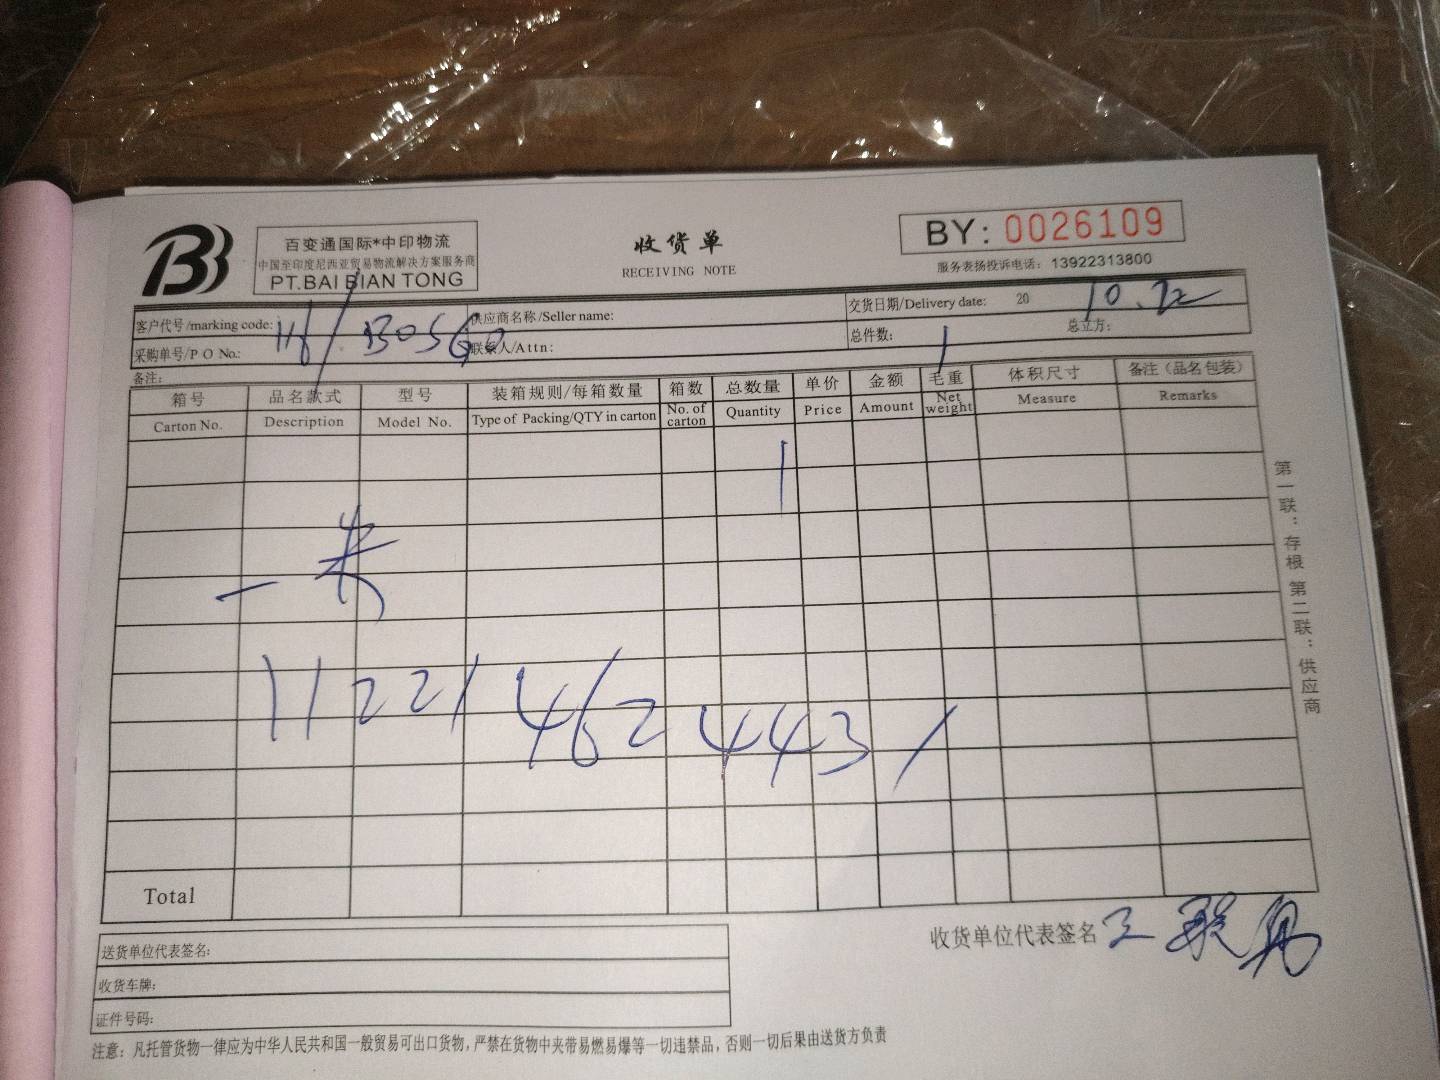 百变通国际*中印物流
中国至印度尼西亚贸易物流解决方案服务商
PT.BAI BIAN TONG
收货单
RECEIVING NOTE
BY: 0026109
服务表扬投诉电话: 13922313800
客户代号/marking code:
供应商名称/Seller name:
交货日期/Delivery date: 20 10.22
采购单号/P O No.:
联系人/Attn:
总件数: 1
总立方:
备注:
箱号 品名款式 型号 装箱规则/每箱数量 箱数 总数量 单价 金额 毛重 体积尺寸 备注(品名包装)
Carton No. Description Model No. Type of Packing/QTY in carton No. of carton Quantity Price Amount Net weight Measure Remarks
1
11221462443
Total
第一联:存根 第二联:供应商
收货单位代表签名
送货单位代表签名:
收货车牌:
证件号码:
注意: 凡托管货物一律应为中华人民共和国一般贸易可出口货物, 严禁在货物中夹带易燃易爆等一切违禁品, 否则一切后果由送货方负责